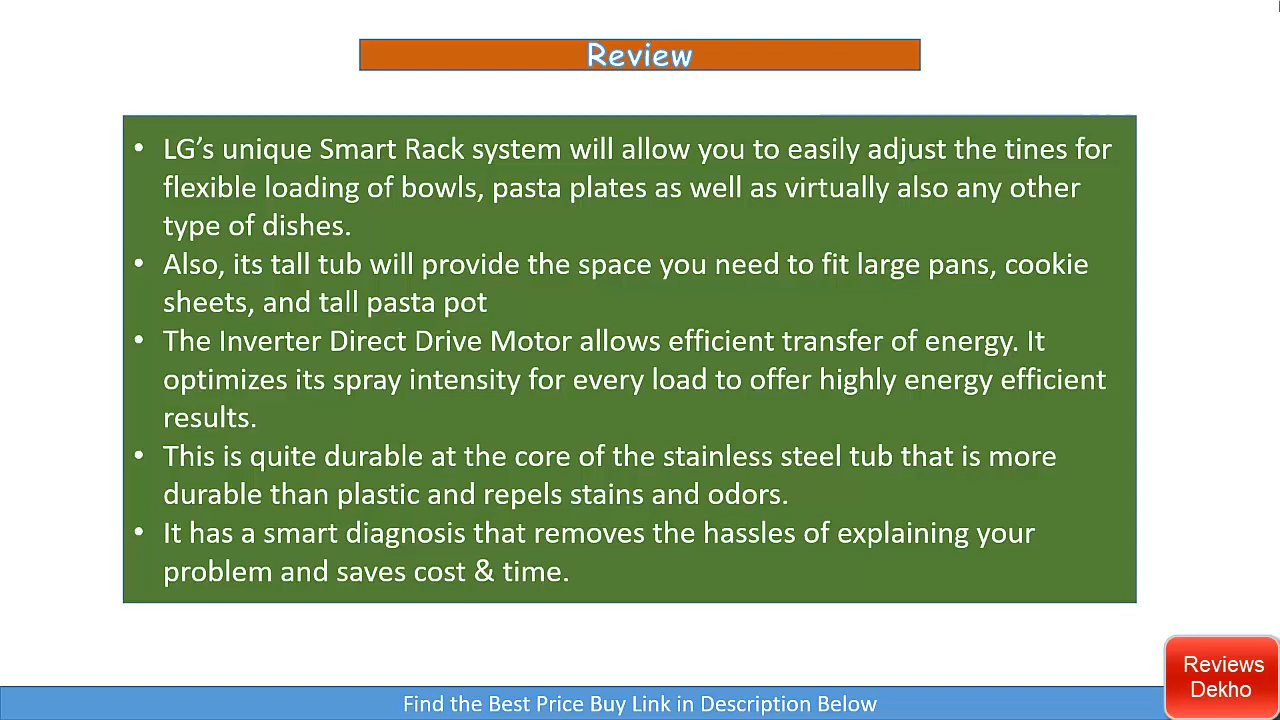 Review
• LG’s unique Smart Rack system will allow you to easily adjust the tines for
flexible loading of bowls, pasta plates as well as virtually also any other
type of dishes.
• Also, its tall tub will provide the space you need to fit large pans, cookie
sheets, and tall pasta pot
• The Inverter Direct Drive Motor allows efficient transfer of energy. It
optimizes its spray intensity for every load to offer highly energy efficient
results.
• This is quite durable at the core of the stainless steel tub that is more
durable than plastic and repels stains and odors.
• It has a smart diagnosis that removes the hassles of explaining your
problem and saves cost & time.
Reviews
Dekho
Find the Best Price Buy Link in Description Below